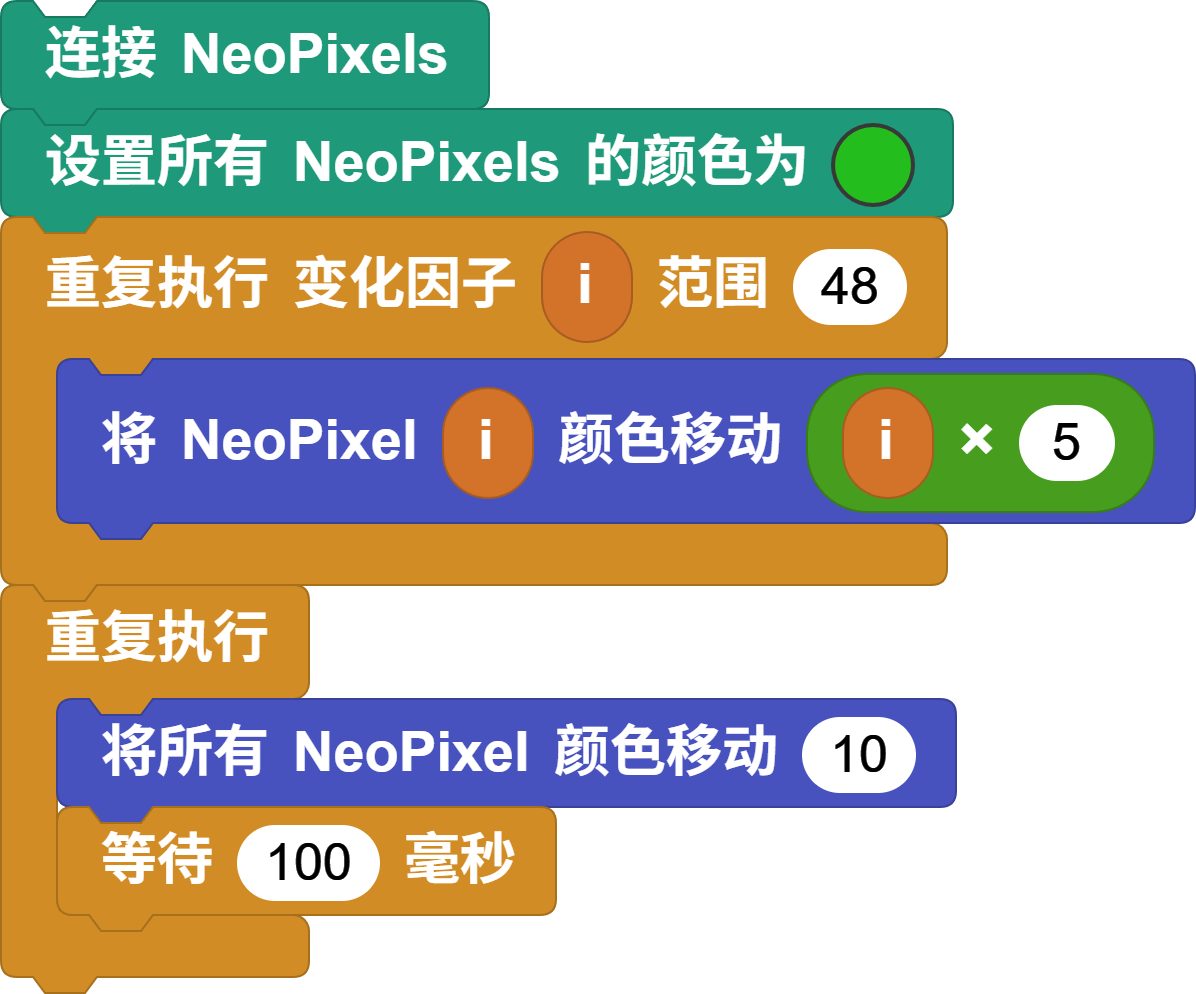 连接 NeoPixels
设置所有 NeoPixels 的颜色为
重复执行 变化因子 i 范围 48
将 NeoPixel i 颜色移动 i × 5
重复执行
将所有 NeoPixel 颜色移动 10
等待 100 毫秒